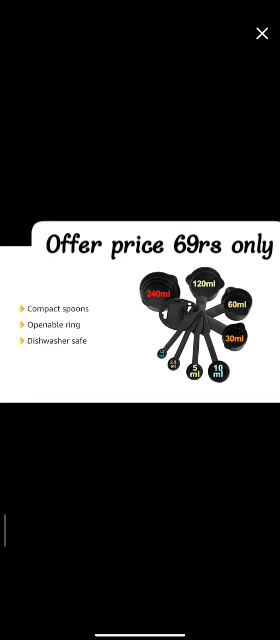 Offer price 69rs only
240ml
120ml
60ml
Compact spoons
Openable ring
30ml
Dishwasher safe
5
ml
10
ml